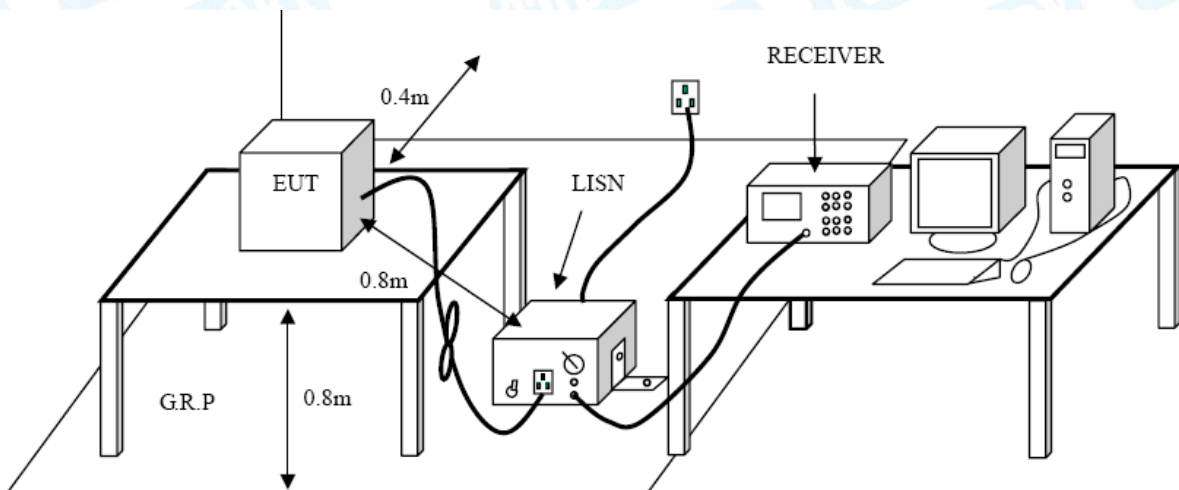 RECEIVER
0.4m
EUT
LISN
0.8m
G.R.P
0.8m